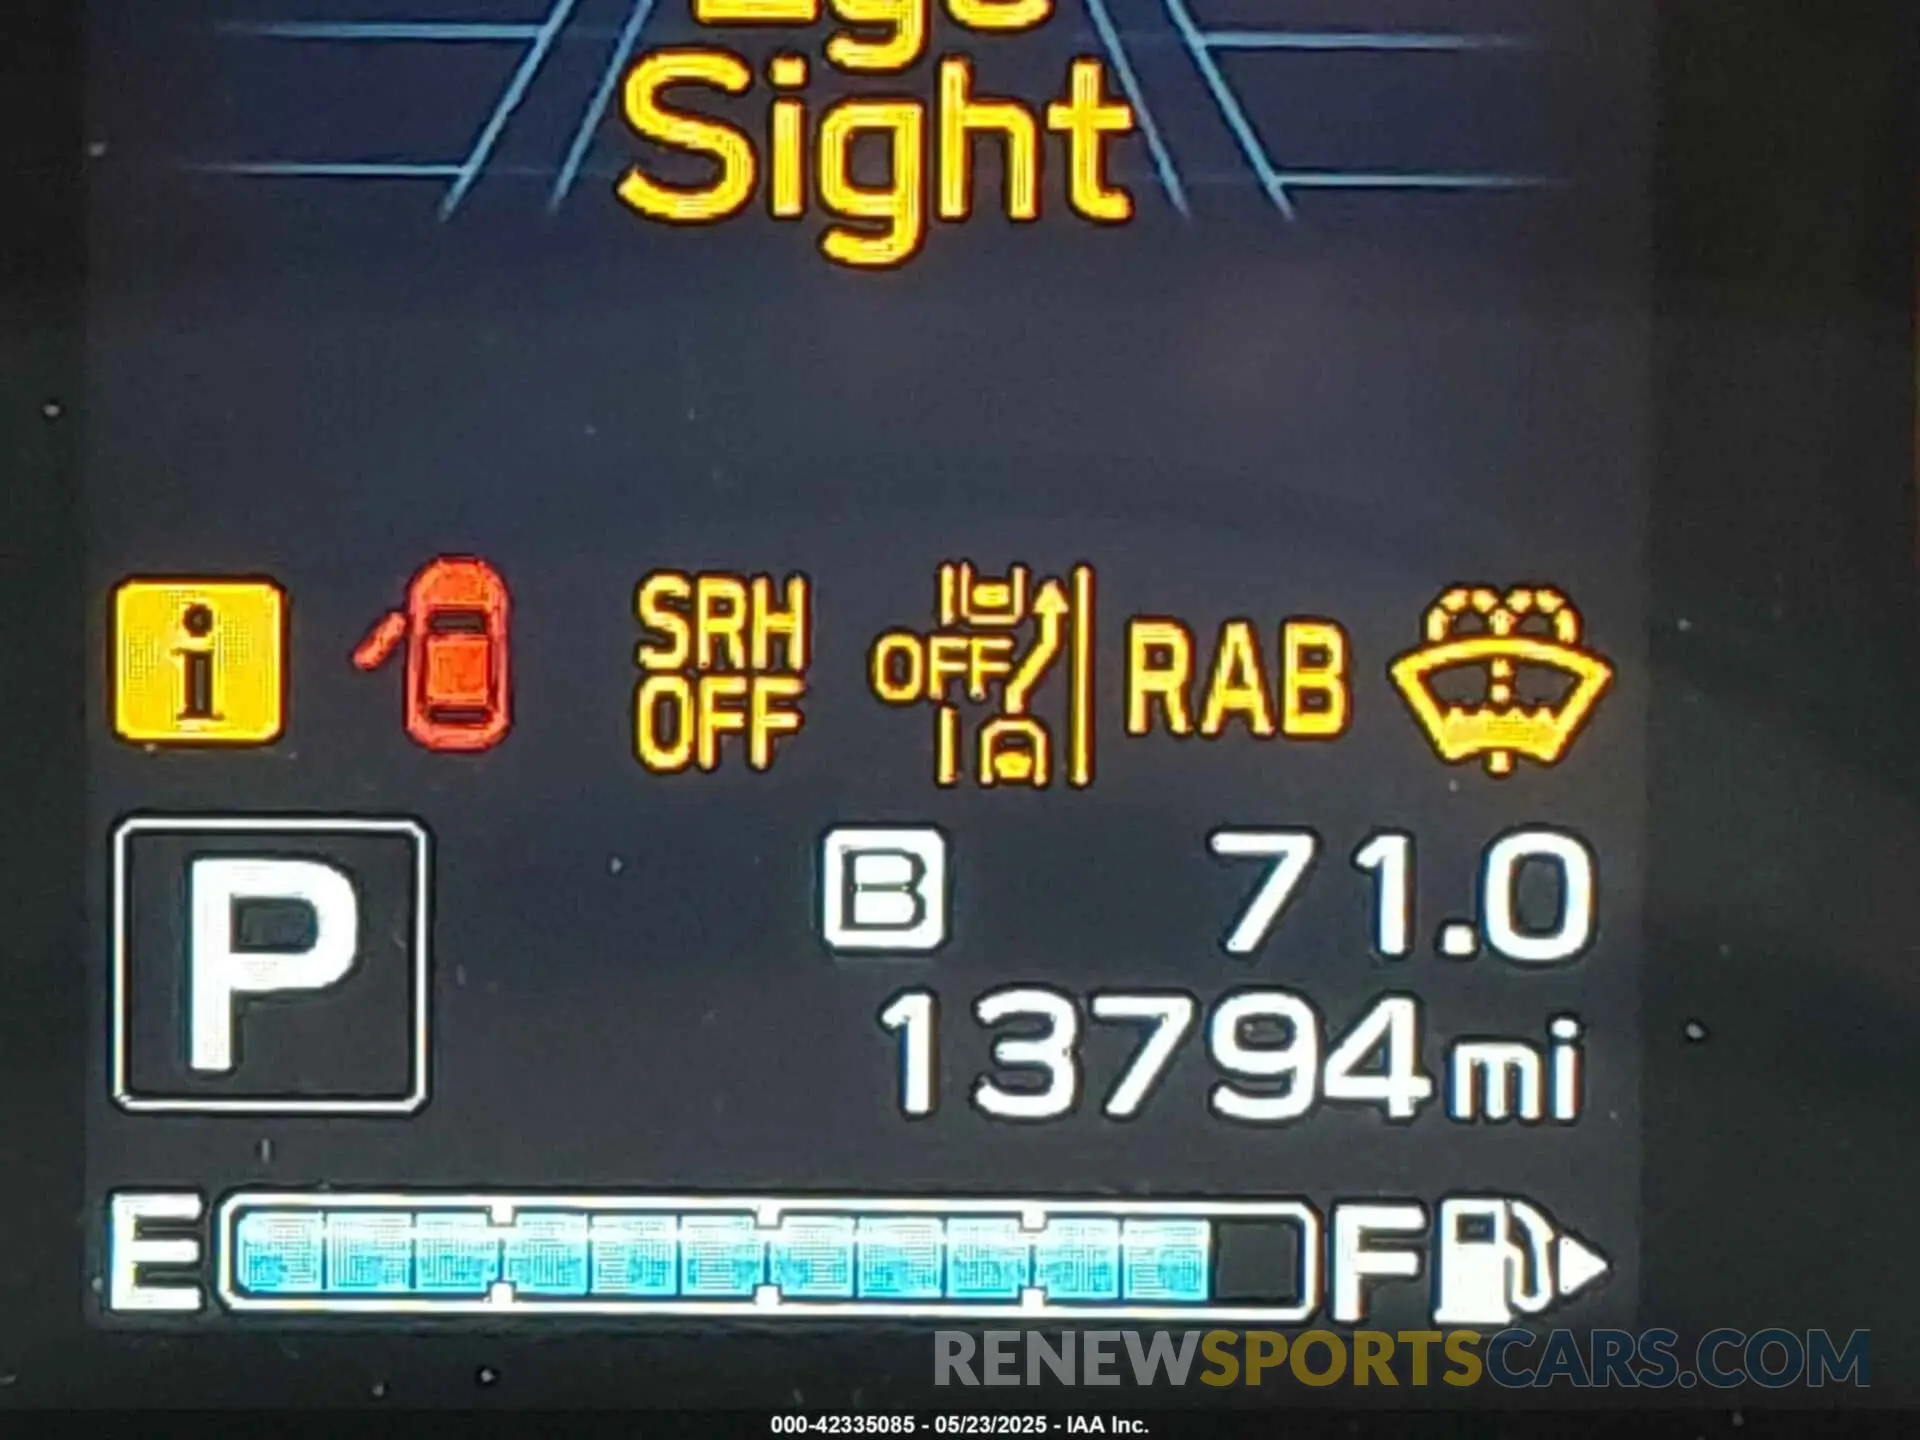 Sight
SRH
OFF
OFF
RAB
P
B 71.0
13794mi
E F
RENEWSPORTSCARS.COM
000-42335085 - 05/23/2025 - IAA Inc.